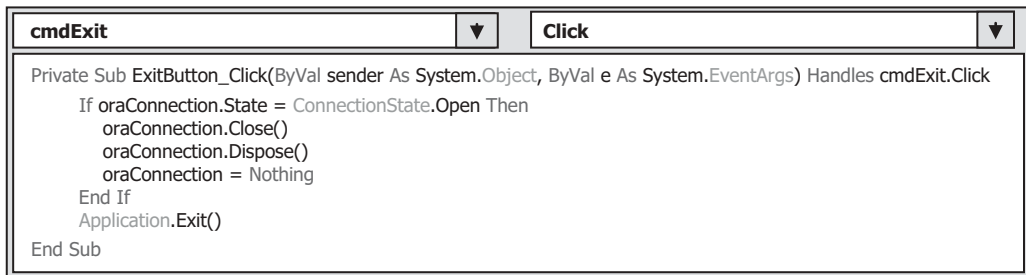 cmdExit Click
Private Sub ExitButton_Click(ByVal sender As System.Object, ByVal e As System.EventArgs) Handles cmdExit.Click
If oraConnection.State = ConnectionState.Open Then
oraConnection.Close()
oraConnection.Dispose()
oraConnection = Nothing
End If
Application.Exit()
End Sub